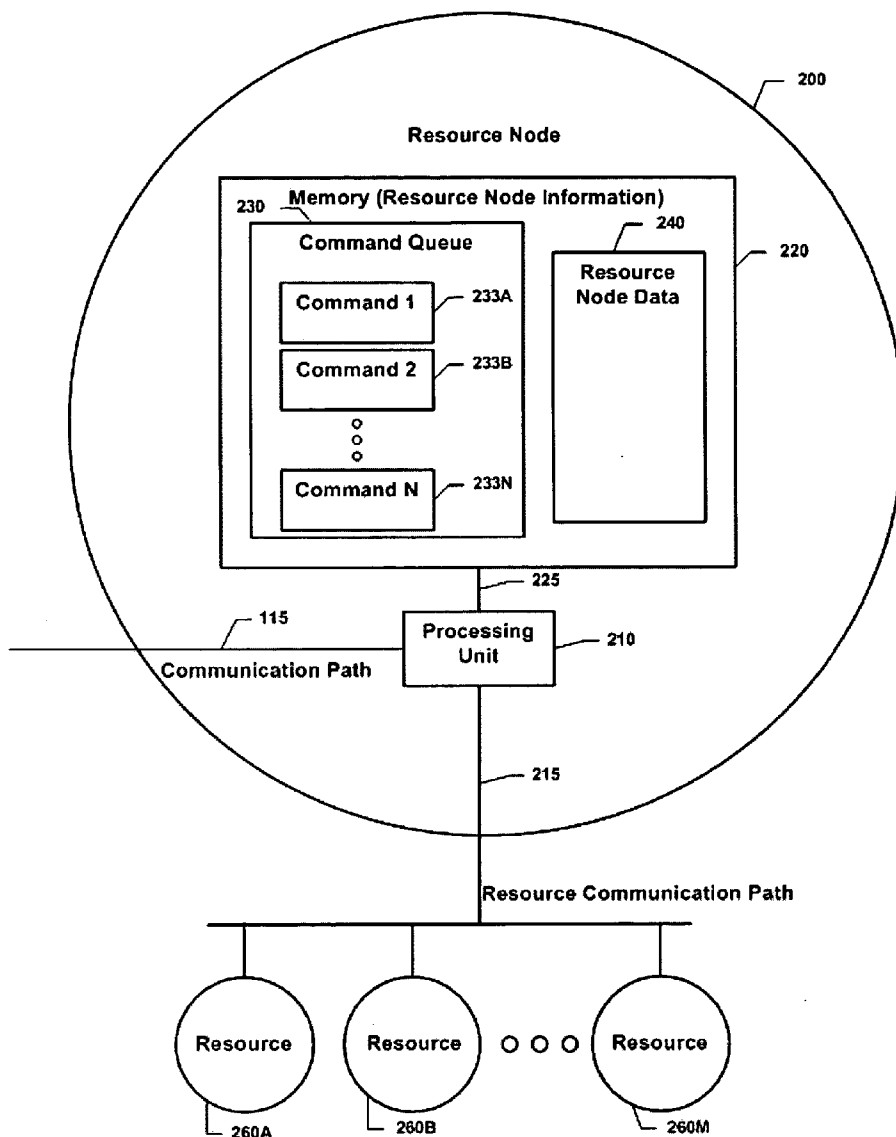 200
Resource Node
Memory (Resource Node Information)
230
240
220
Command Queue
Resource
Node Data
Command 1
233A
Command 2
233B
Command N
233N
225
115
Processing
Unit
210
Communication Path
215
Resource Communication Path
Resource
Resource
Resource
260A
260B
260M